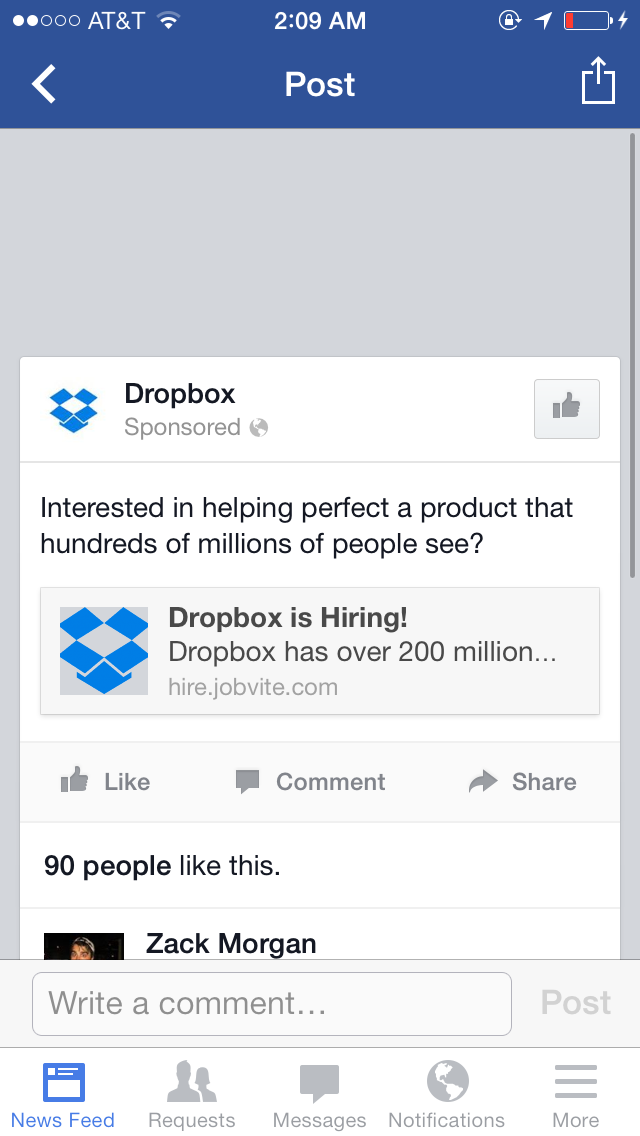 AT&T 2:09 AM
Post
Dropbox
Sponsored
Interested in helping perfect a product that
hundreds of millions of people see?
Dropbox is Hiring!
Dropbox has over 200 million...
hire.jobvite.com
Like Comment Share
90 people like this.
Zack Morgan
Write a comment... Post
News Feed Requests Messages Notifications More